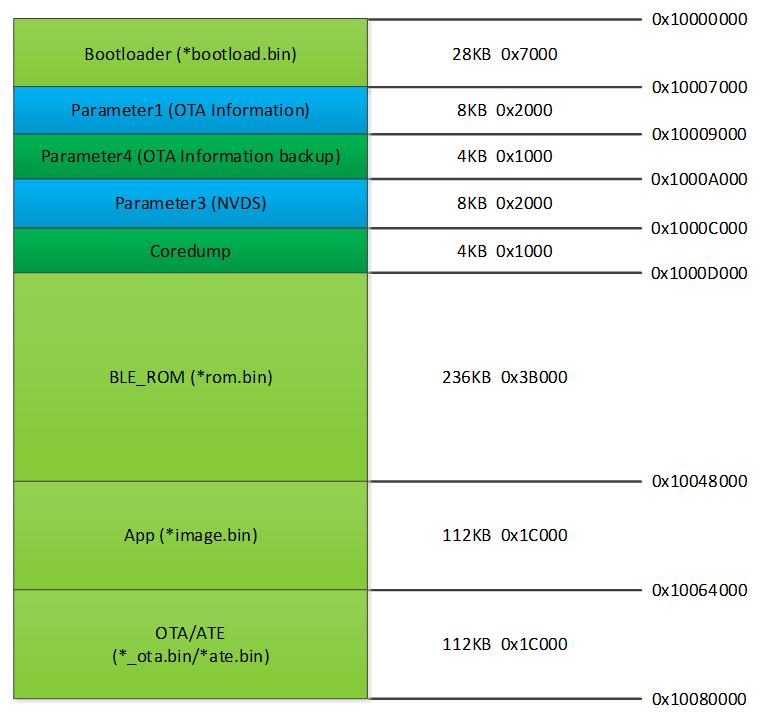 0x10000000
Bootloader (*bootload.bin) 28KB 0x7000
0x10007000
Parameter1 (OTA Information) 8KB 0x2000
0x10009000
Parameter4 (OTA Information backup) 4KB 0x1000
0x1000A000
Parameter3 (NVDS) 8KB 0x2000
0x1000C000
Coredump 4KB 0x1000
0x1000D000
BLE_ROM (*rom.bin) 236KB 0x3B000
0x10048000
App (*image.bin) 112KB 0x1C000
0x10064000
OTA/ATE
(*_ota.bin/*ate.bin) 112KB 0x1C000
0x10080000